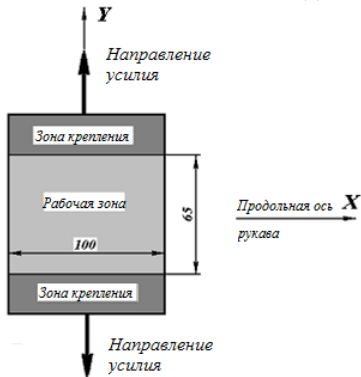 Y
Направление
усилия
Зона крепления
Рабочая зона
100
65
Продольная ось X
рукава
Зона крепления
Направление
усилия